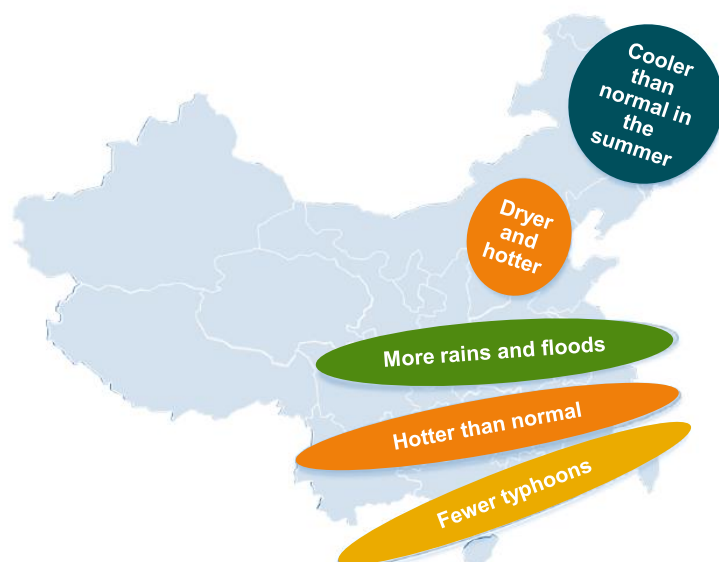 Cooler
than
normal in
the
summer
Dryer
and
hotter
More rains and floods
Hotter than normal
Fewer typhoons